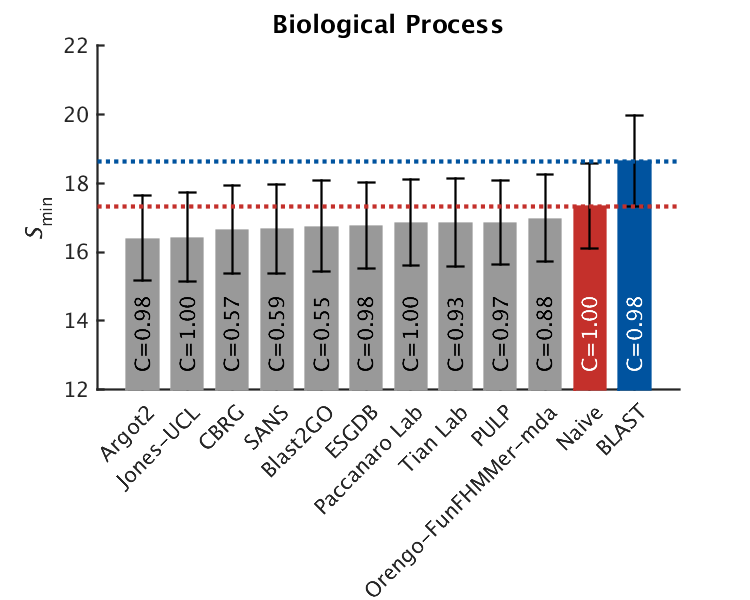 Biological Process
22
20
18
16
14
12
Smin
C=0.98
C=1.00
C=0.57
C=0.59
C=0.55
C=0.98
C=1.00
C=0.93
C=0.97
C=0.88
C=1.00
C=0.98
Argot2
Jones-UCL
CBRG
SANS
Blast2GO
ESGDB
Paccanaro Lab
Tian Lab
PULP
Orengo-FunFHMMer-mda
Naive
BLAST